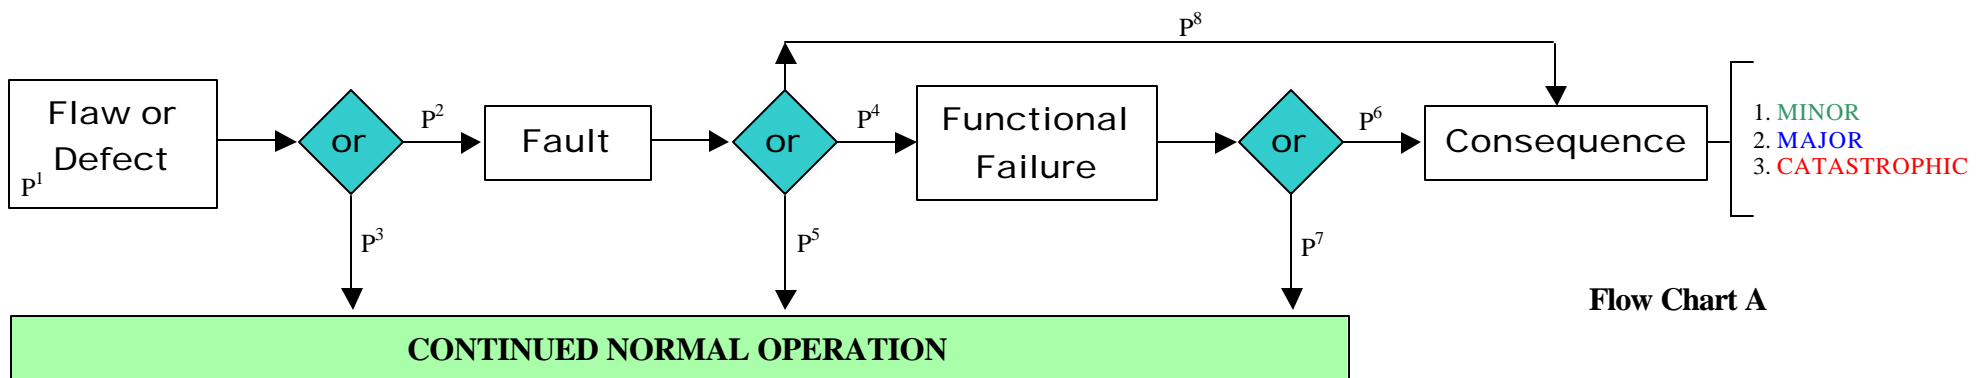 P8
Flaw or
Defect
P1
or
P2
Fault
or
P4
Functional
Failure
or
P6
Consequence
1. MINOR
2. MAJOR
3. CATASTROPHIC
P3
P5
P7
Flow Chart A
CONTINUED NORMAL OPERATION